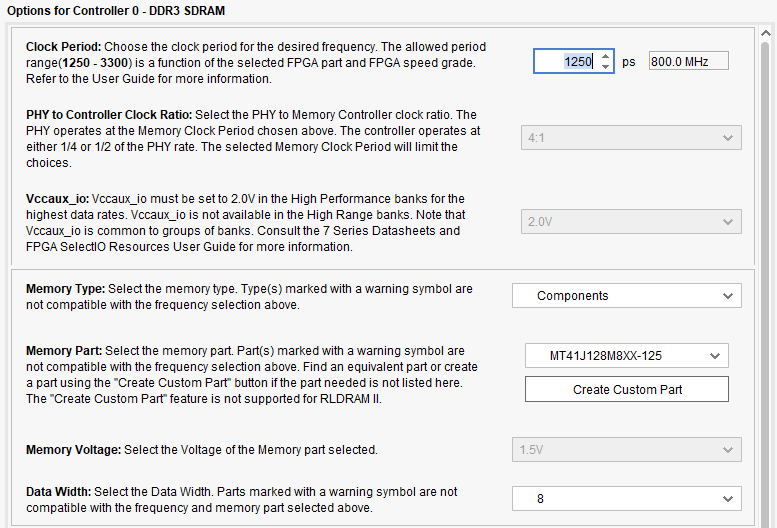 Options for Controller 0 - DDR3 SDRAM
Clock Period: Choose the clock period for the desired frequency. The allowed period
range(1250 - 3300) is a function of the selected FPGA part and FPGA speed grade.
Refer to the User Guide for more information.
1250 ps 800.0 MHz
PHY to Controller Clock Ratio: Select the PHY to Memory Controller clock ratio. The
PHY operates at the Memory Clock Period chosen above. The controller operates at
either 1/4 or 1/2 of the PHY rate. The selected Memory Clock Period will limit the
choices.
4:1
Vccaux_io: Vccaux_io must be set to 2.0V in the High Performance banks for the
highest data rates. Vccaux_io is not available in the High Range banks. Note that
Vccaux_io is common to groups of banks. Consult the 7 Series Datasheets and
FPGA SelectIO Resources User Guide for more information.
2.0V
Memory Type: Select the memory type. Type(s) marked with a warning symbol are
not compatible with the frequency selection above.
Components
Memory Part: Select the memory part. Part(s) marked with a warning symbol are
not compatible with the frequency selection above. Find an equivalent part or create
a part using the "Create Custom Part" button if the part needed is not listed here.
The "Create Custom Part" feature is not supported for RLDRAM II.
MT41J128M8XX-125
Create Custom Part
Memory Voltage: Select the Voltage of the Memory part selected.
1.5V
Data Width: Select the Data Width. Parts marked with a warning symbol are not
compatible with the frequency and memory part selected above.
8